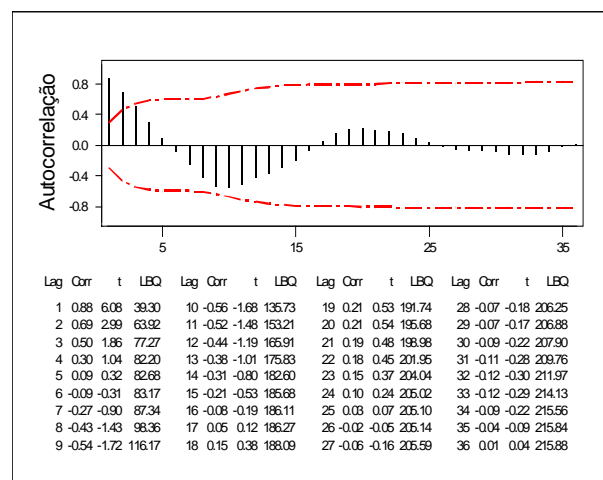 Autocorrelação
0.8
0.4
0.0
-0.4
-0.8
5 15 25 35
Lag Corr t LBQ Lag Corr t LBQ Lag Corr t LBQ Lag Corr t LBQ
1 0.88 6.08 39.30 10 -0.56 -1.68 135.73 19 0.21 0.53 191.74 28 -0.07 -0.18 206.25
2 0.69 2.99 63.92 11 -0.52 -1.48 153.21 20 0.21 0.54 195.68 29 -0.07 -0.17 206.88
3 0.50 1.86 77.27 12 -0.44 -1.19 165.91 21 0.19 0.48 198.98 30 -0.09 -0.22 207.90
4 0.30 1.04 82.20 13 -0.38 -1.01 175.83 22 0.18 0.45 201.95 31 -0.11 -0.28 209.76
5 0.09 0.32 82.68 14 -0.31 -0.80 182.60 23 0.15 0.37 204.04 32 -0.12 -0.30 211.97
6 -0.09 -0.31 83.17 15 -0.21 -0.53 185.68 24 0.10 0.24 205.02 33 -0.12 -0.29 214.13
7 -0.27 -0.90 87.34 16 -0.08 -0.19 186.11 25 0.03 0.07 205.10 34 -0.09 -0.22 215.56
8 -0.43 -1.43 98.36 17 0.05 0.12 186.27 26 -0.02 -0.05 205.14 35 -0.04 -0.09 215.84
9 -0.54 -1.72 116.17 18 0.15 0.38 188.09 27 -0.06 -0.16 205.59 36 0.01 0.04 215.88